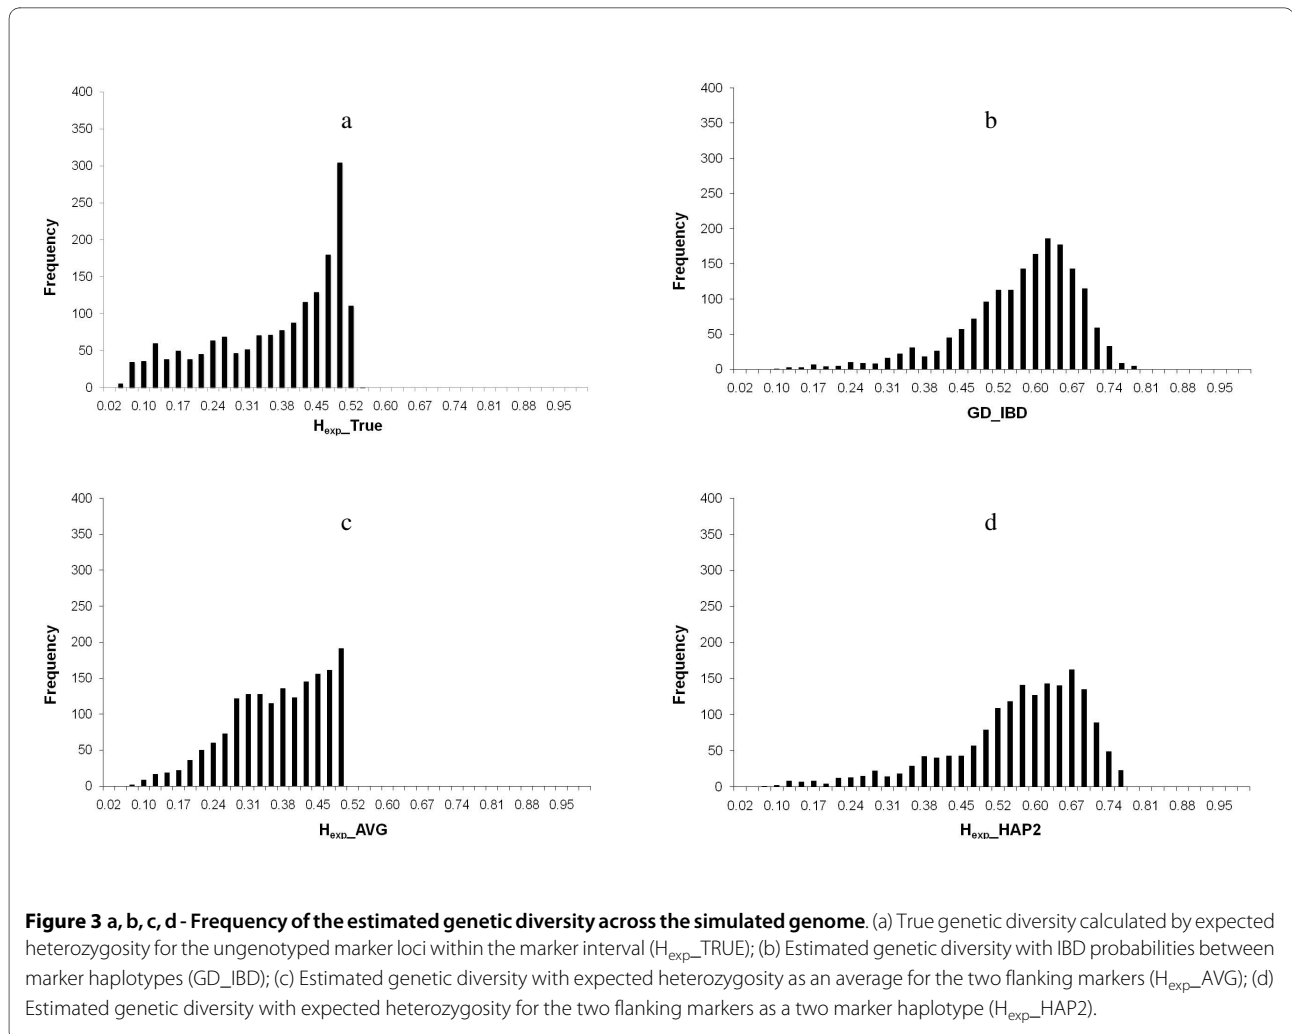 a
400
350
300
250
200
150
100
50
0
Frequency
0.02 0.10 0.17 0.24 0.31 0.38 0.45 0.52 0.60 0.67 0.74 0.81 0.88 0.95
Hexp_True
b
400
350
300
250
200
150
100
50
0
Frequency
0.02 0.10 0.17 0.24 0.31 0.38 0.45 0.52 0.60 0.67 0.74 0.81 0.88 0.95
GD_IBD
c
400
350
300
250
200
150
100
50
0
Frequency
0.02 0.10 0.17 0.24 0.31 0.38 0.45 0.52 0.60 0.67 0.74 0.81 0.88 0.95
Hexp_AVG
d
400
350
300
250
200
150
100
50
0
Frequency
0.02 0.10 0.17 0.24 0.31 0.38 0.45 0.52 0.60 0.67 0.74 0.81 0.88 0.95
Hexp_HAP2
Figure 3 a, b, c, d - Frequency of the estimated genetic diversity across the simulated genome. (a) True genetic diversity calculated by expected
heterozygosity for the ungenotyped marker loci within the marker interval (Hexp_TRUE); (b) Estimated genetic diversity with IBD probabilities between
marker haplotypes (GD_IBD); (c) Estimated genetic diversity with expected heterozygosity as an average for the two flanking markers (Hexp_AVG); (d)
Estimated genetic diversity with expected heterozygosity for the two flanking markers as a two marker haplotype (Hexp_HAP2).